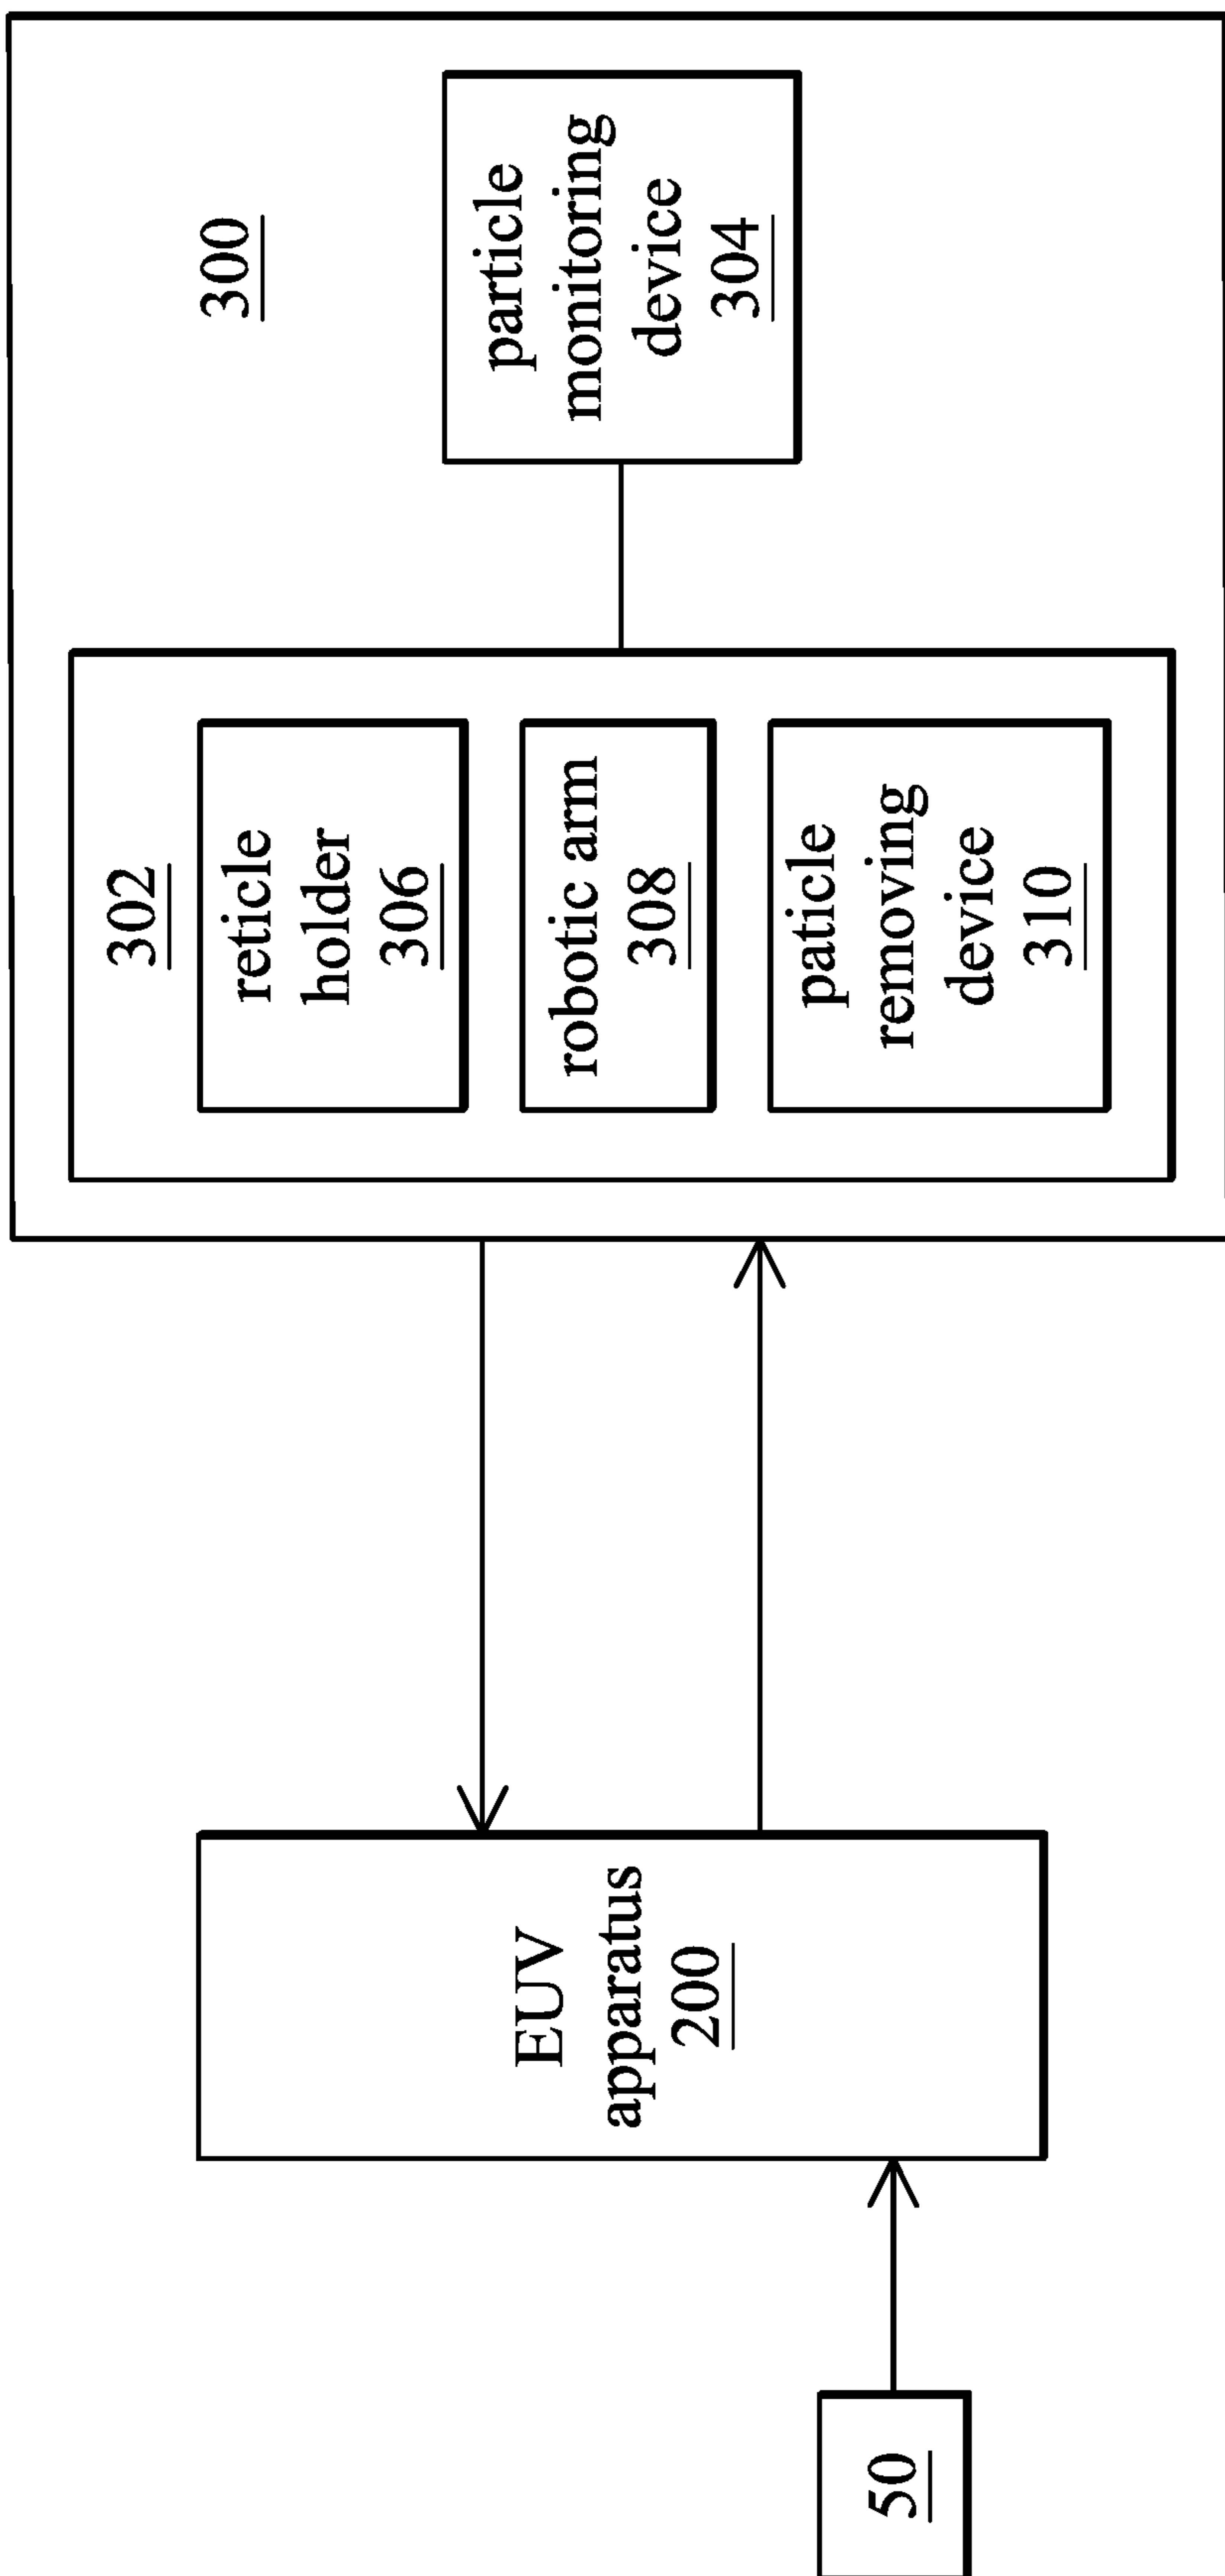 50
EUV
apparatus
200
302
reticle
holder
306
robotic arm
308
paticle
removing
device
310
300
particle
monitoring
device
304